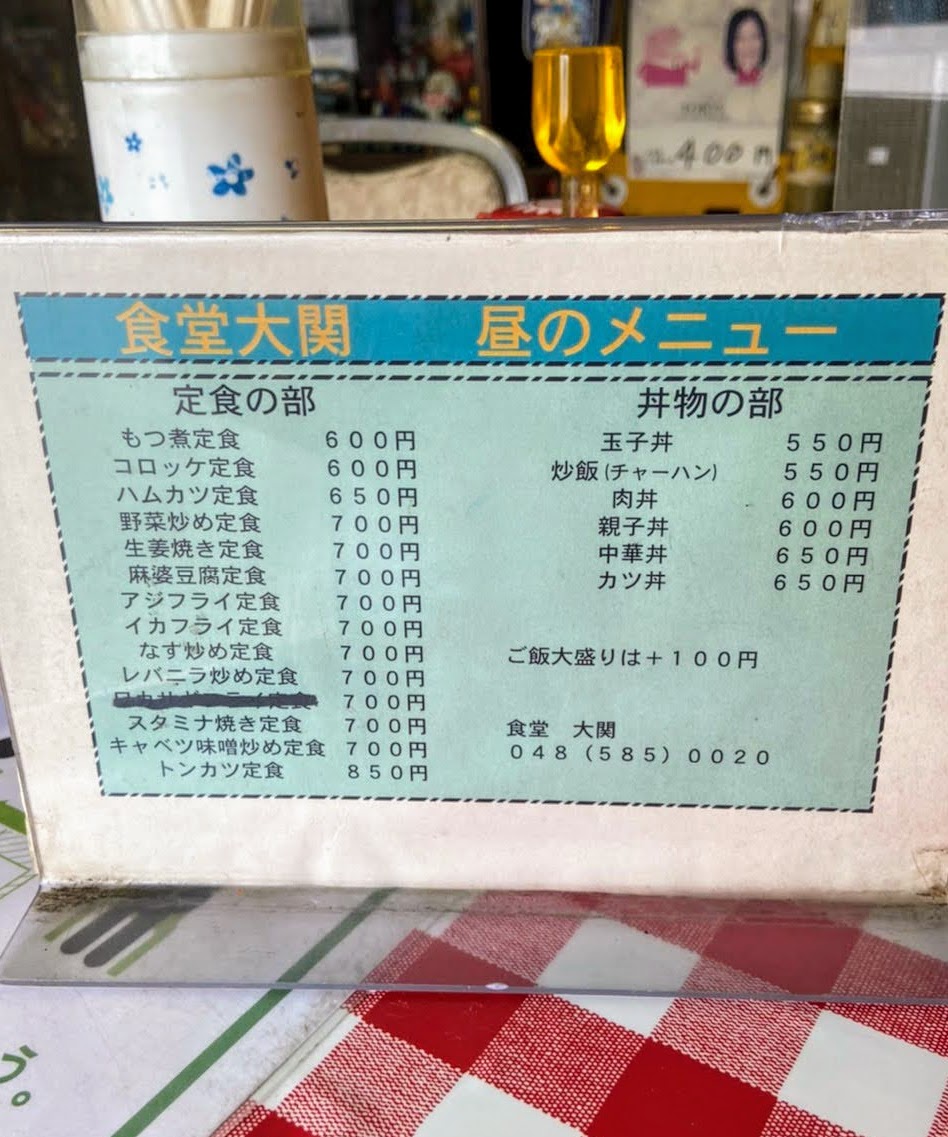 400円
食堂大関 昼のメニュー
定食の部
もつ煮定食 600円
コロッケ定食 600円
ハムカツ定食 650円
野菜炒め定食 700円
生姜焼き定食 700円
麻婆豆腐定食 700円
アジフライ定食 700円
イカフライ定食 700円
なす炒め定食 700円
レバニラ炒め定食 700円
700円
スタミナ焼き定食 700円
キャベツ味噌炒め定食 700円
トンカツ定食 850円
丼物の部
玉子丼 550円
炒飯(チャーハン) 550円
肉丼 600円
親子丼 600円
中華丼 650円
カツ丼 650円
ご飯大盛りは+100円
食堂 大関
048(585)0020
う。